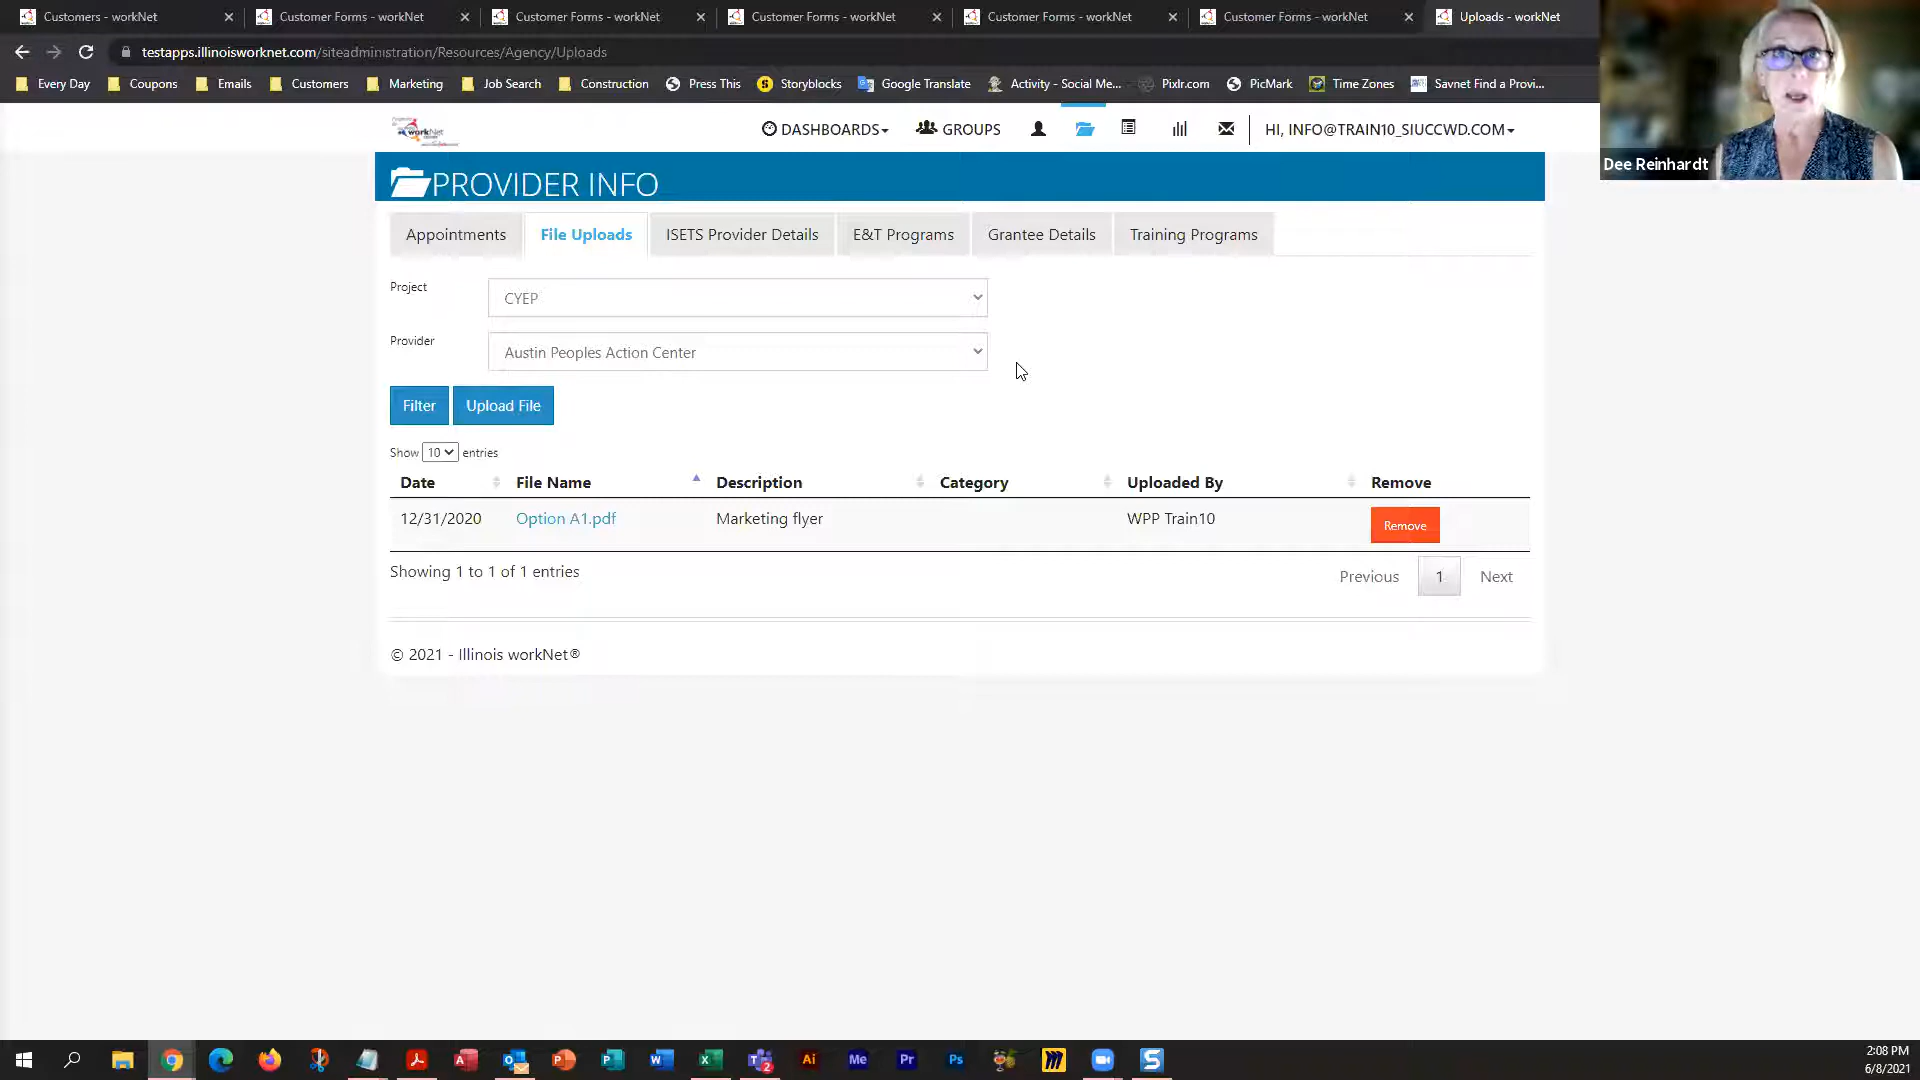 Customers - workNet
Customer Forms - workNet
Customer Forms - workNet
Customer Forms - workNet
Customer Forms - workNet
Customer Forms - workNet
Uploads - workNet
testapps.illinoisworknet.com/siteadministration/Resources/Agency/Uploads
Every Day
Coupons
Emails
Customers
Marketing
Job Search
Construction
Press This
Storyblocks
Google Translate
Activity - Social Me...
Pixlr.com
PicMark
Time Zones
Savnet Find a Provi...
Dee Reinhardt
workNet
DASHBOARDS
GROUPS
HI, INFO@TRAIN10_SIUCCWD.COM
PROVIDER INFO
Appointments
File Uploads
ISETS Provider Details
E&T Programs
Grantee Details
Training Programs
Project
CYEP
Provider
Austin Peoples Action Center
Filter
Upload File
Show 10 entries
Date File Name Description Category Uploaded By Remove
12/31/2020 Option A1.pdf Marketing flyer WPP Train10 Remove
Showing 1 to 1 of 1 entries
Previous 1 Next
© 2021 - Illinois workNet®
Ai
Me
Pr
Ps
2:08 PM
6/8/2021